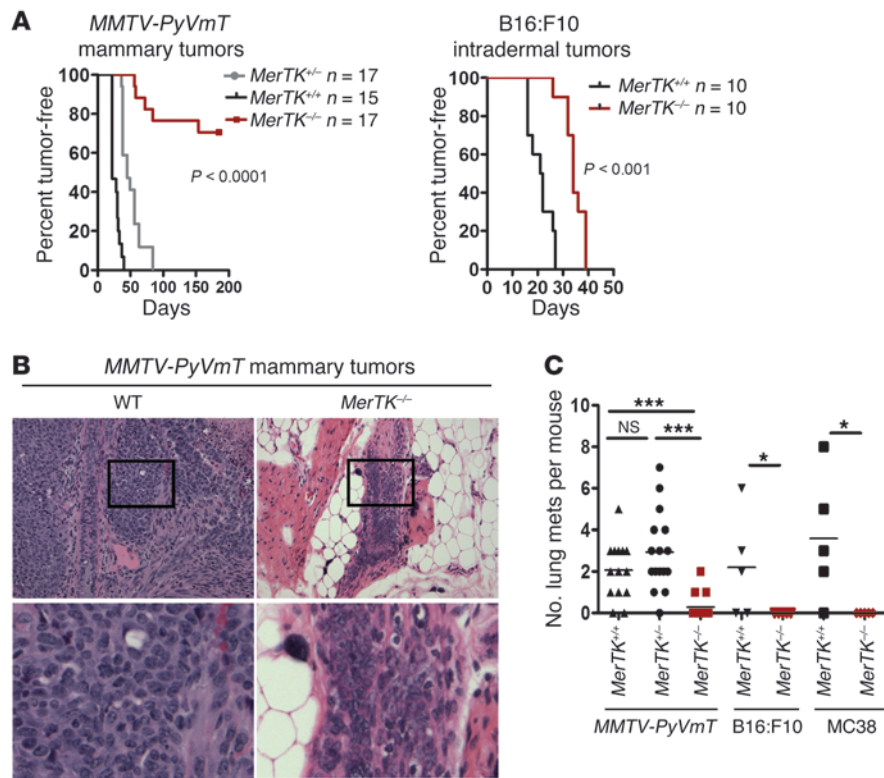 A
MMTV-PyVmT
mammary tumors
Percent tumor-free
100
80
60
40
20
0
0 50 100 150 200
Days
MerTK+/– n = 17
MerTK+/+ n = 15
MerTK–/– n = 17
P < 0.0001
B16:F10
intradermal tumors
Percent tumor-free
100
80
60
40
20
0
0 10 20 30 40 50
Days
MerTK+/+ n = 10
MerTK–/– n = 10
P < 0.001
B
MMTV-PyVmT mammary tumors
WT
MerTK–/–
C
No. lung mets per mouse
10
8
6
4
2
0
***
NS
***
*
*
MerTK+/+
MerTK+/–
MerTK–/–
MerTK+/+
MerTK–/–
MerTK+/+
MerTK–/–
MMTV-PyVmT
B16:F10
MC38